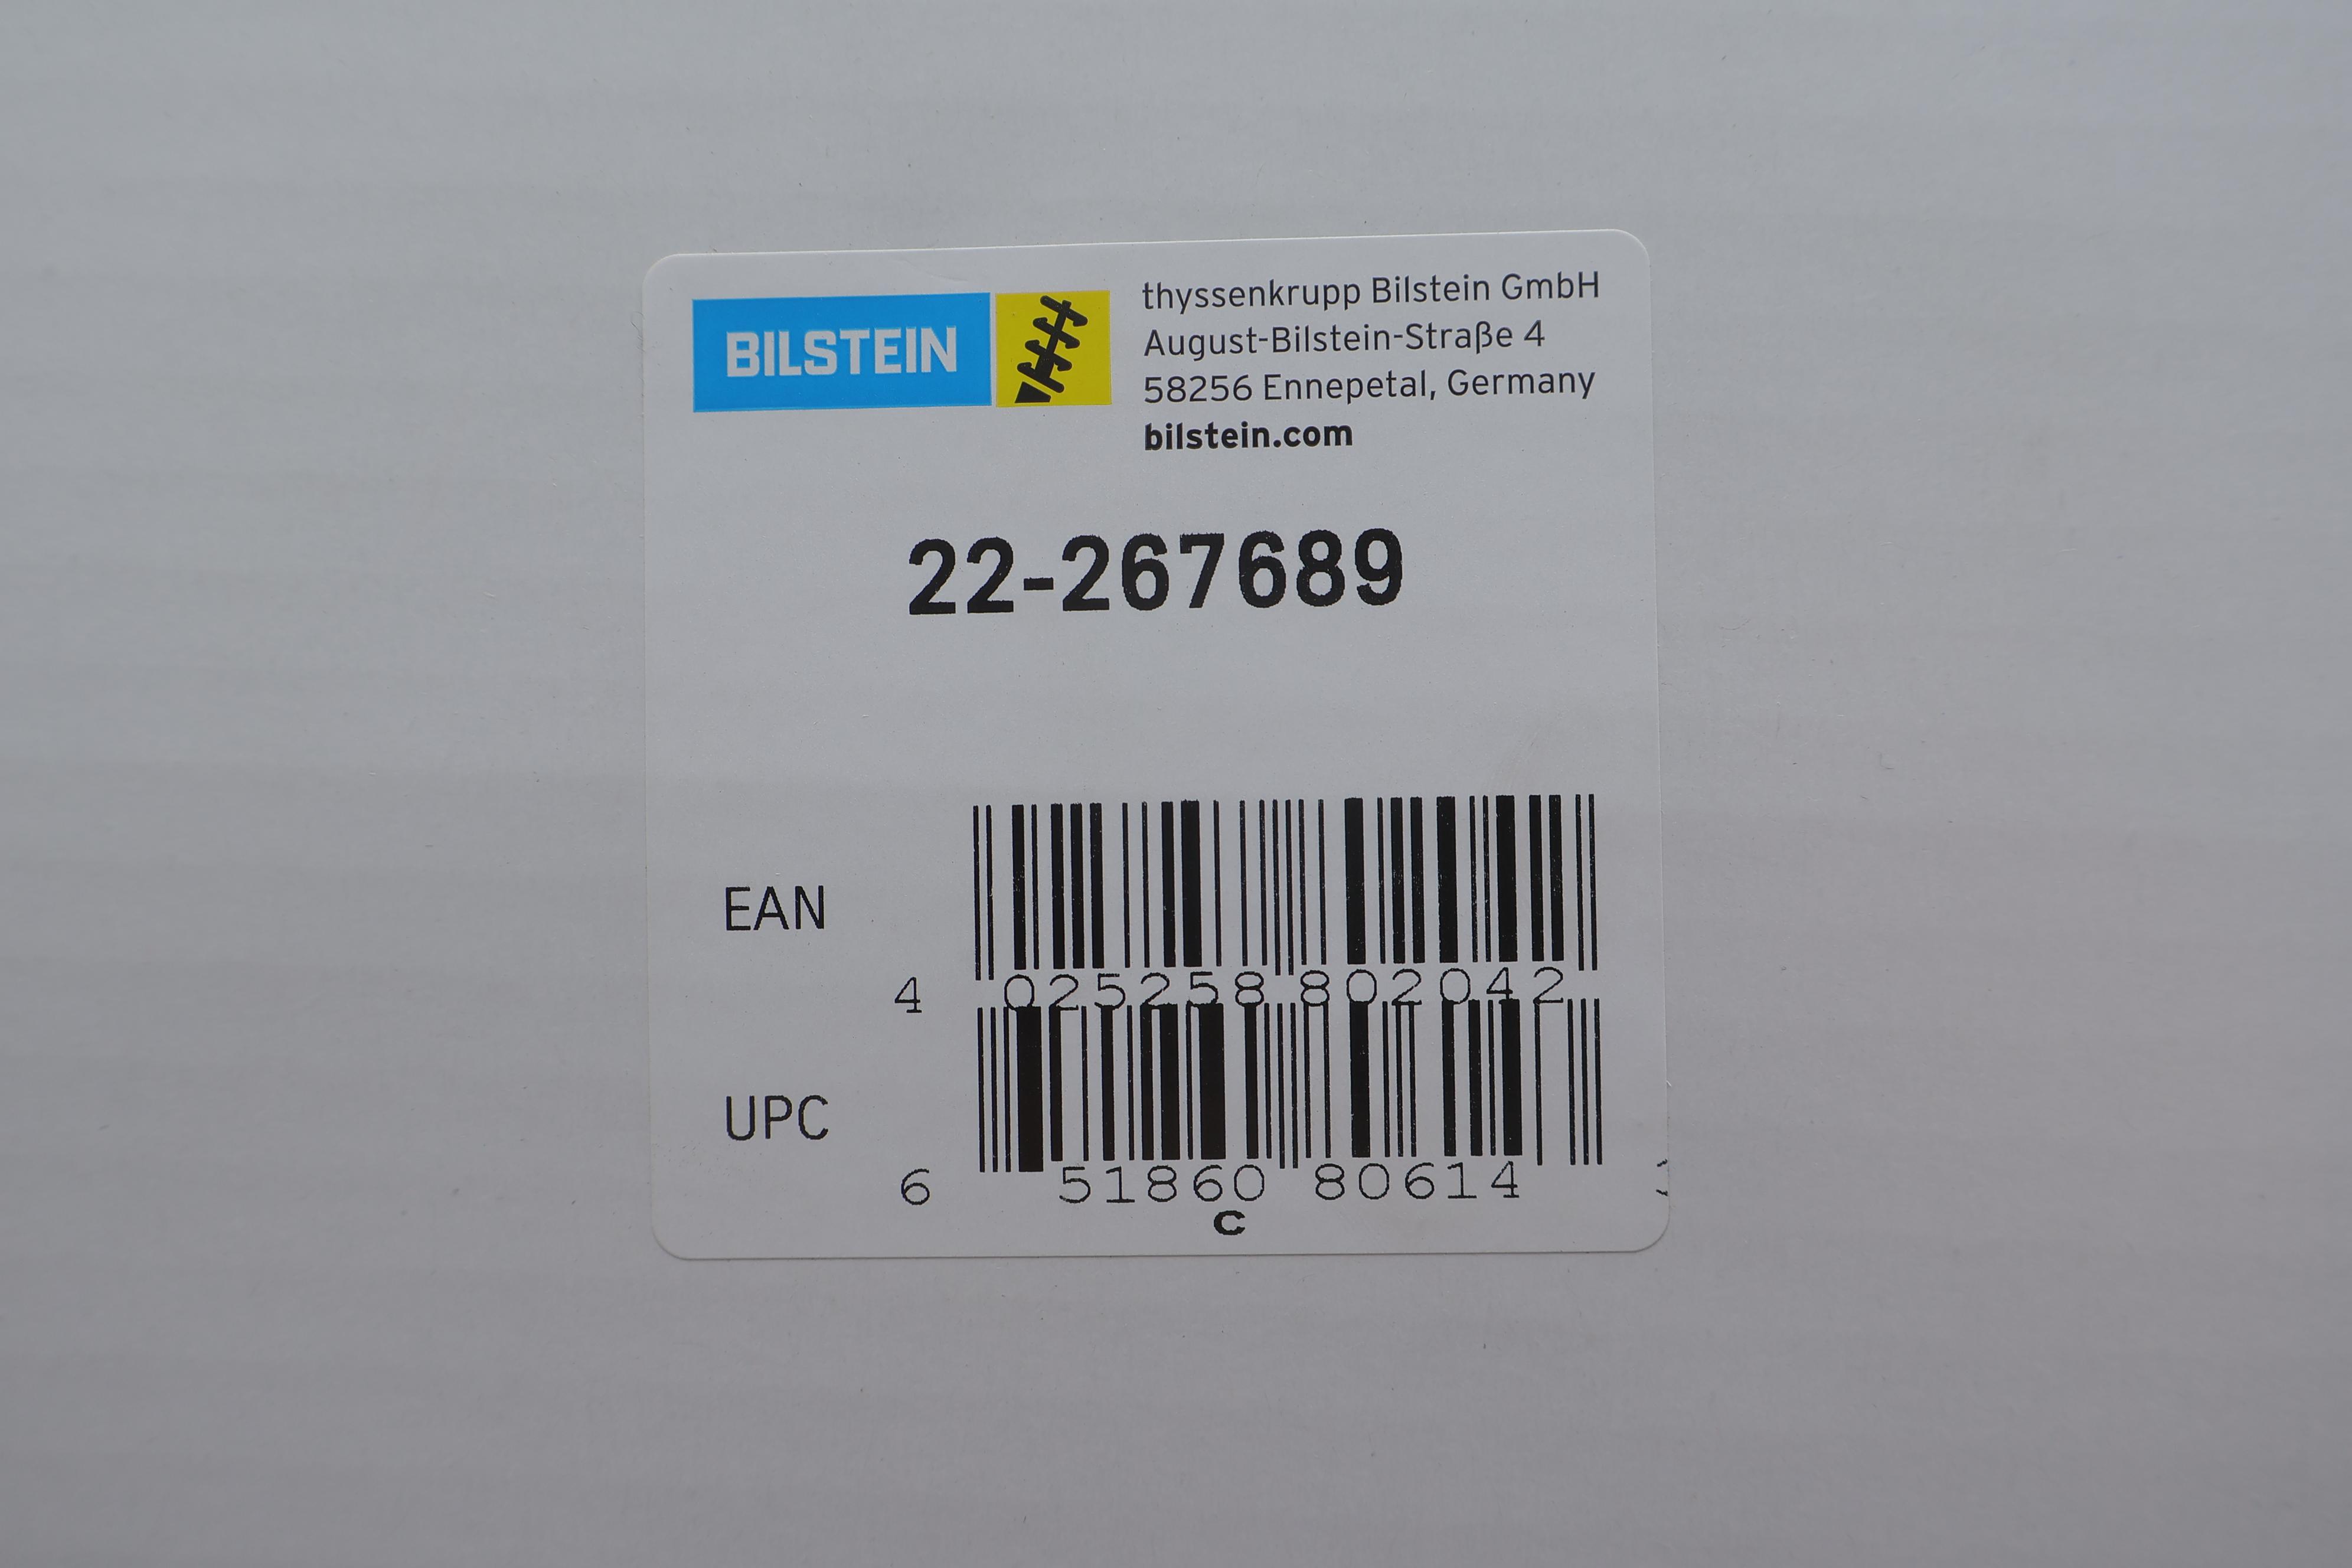 BILSTEIN
thyssenkrupp Bilstein GmbH
August-Bilstein-Straße 4
58256 Ennepetal, Germany
bilstein.com
22-267689
EAN
4 025258 802042
UPC
6 51860 80614
C